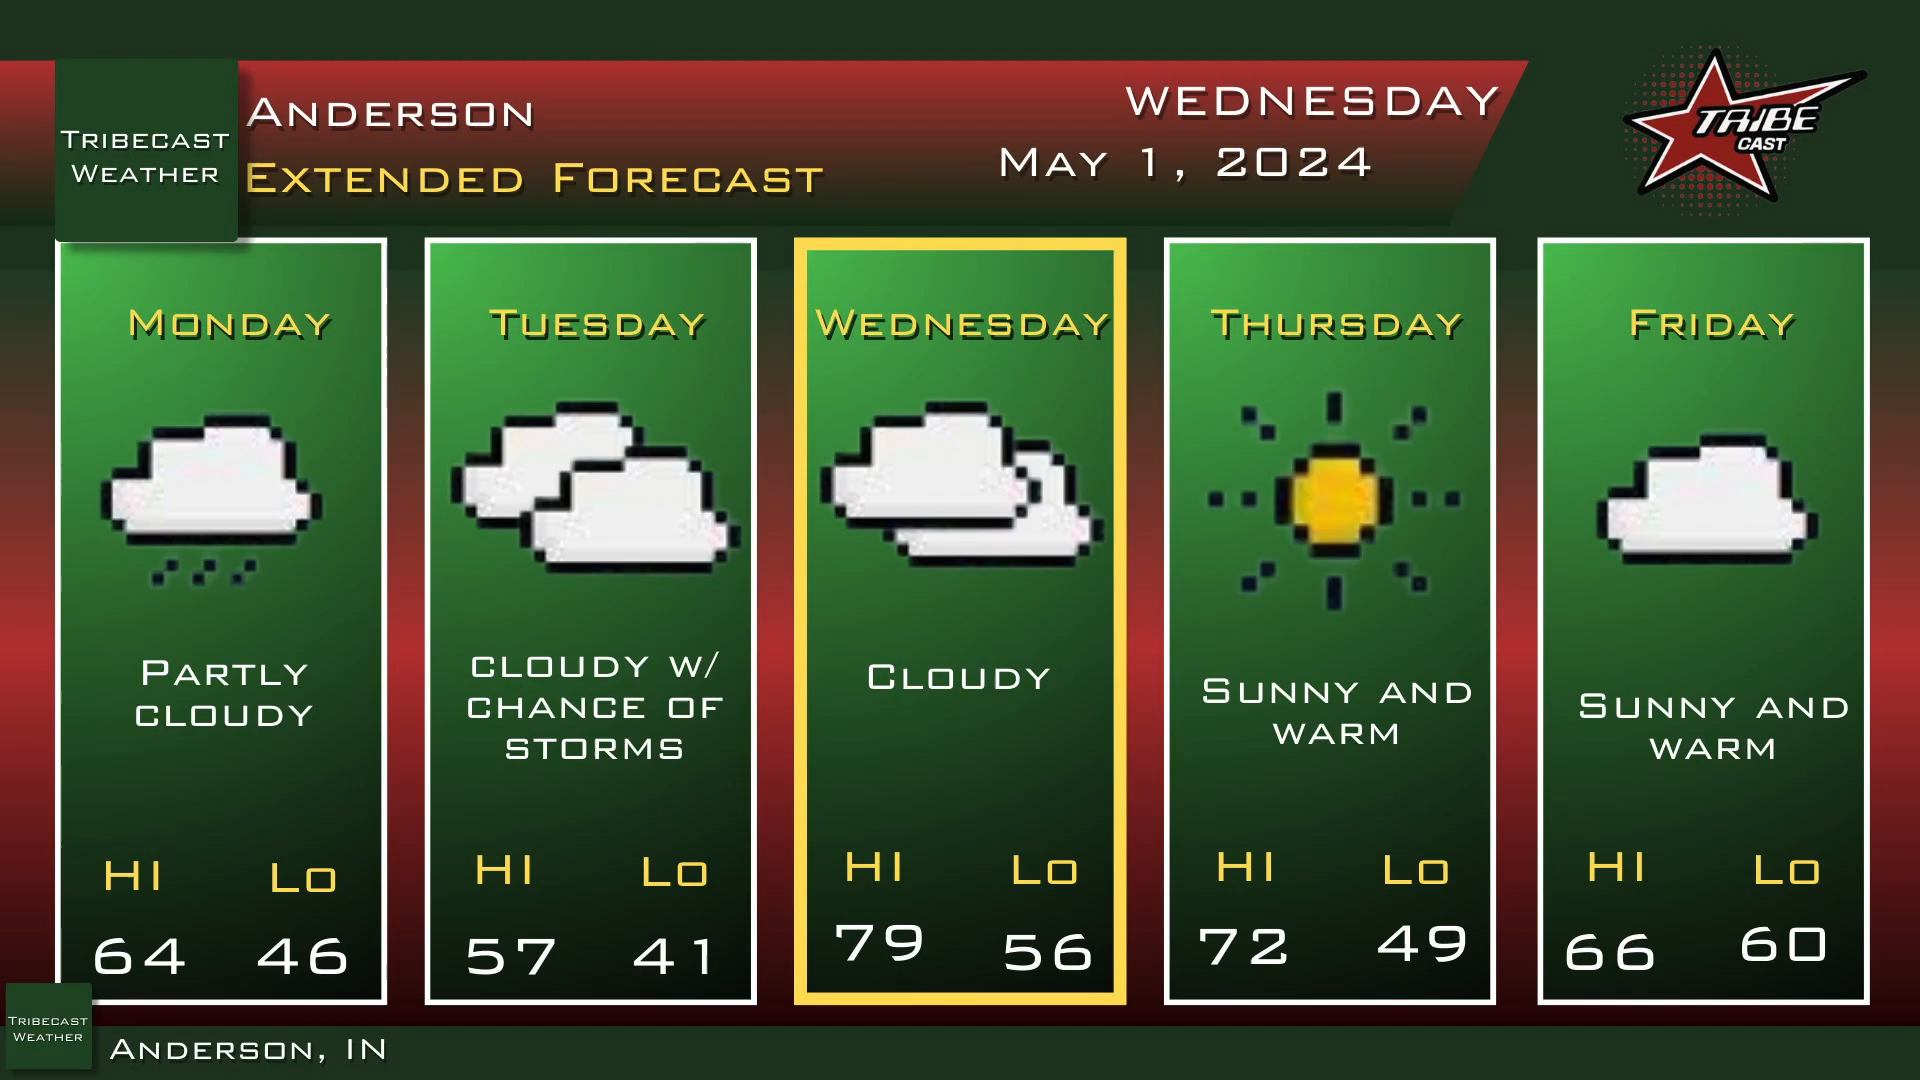 Tribecast
Weather
Anderson
Extended Forecast
WEDNESDAY
May 1, 2024
TRIBE
CAST
Monday
Partly
cloudy
HI Lo
64 46
Tuesday
cloudy w/
chance of
storms
HI Lo
57 41
Wednesday
Cloudy
HI Lo
79 56
Thursday
Sunny and
warm
HI Lo
72 49
Friday
Sunny and
warm
HI Lo
66 60
Tribecast
Weather
Anderson, IN